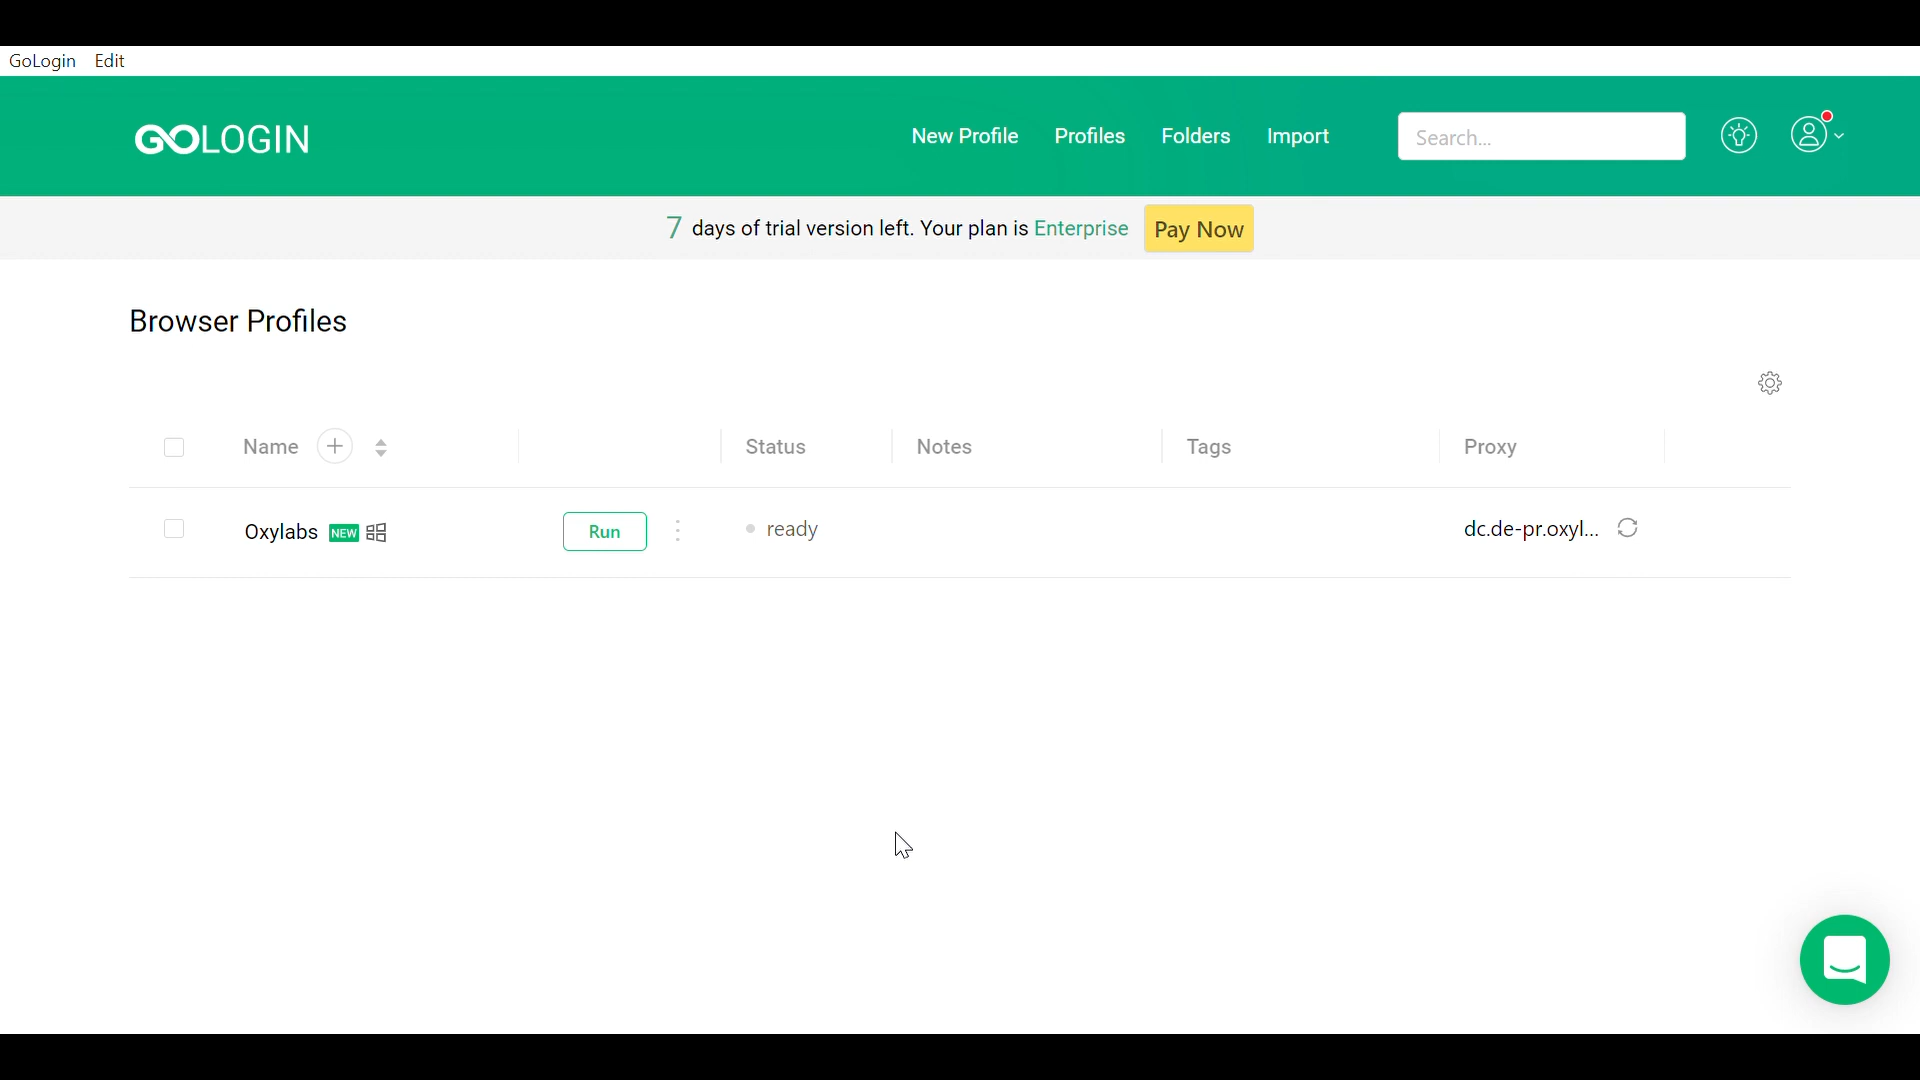 GoLogin Edit
GOLOGIN New Profile Profiles Folders Import Search...
7 days of trial version left. Your plan is Enterprise Pay Now
Browser Profiles
Name Status Notes Tags Proxy
Oxylabs NEW Run ready dc.de-pr.oxyl...